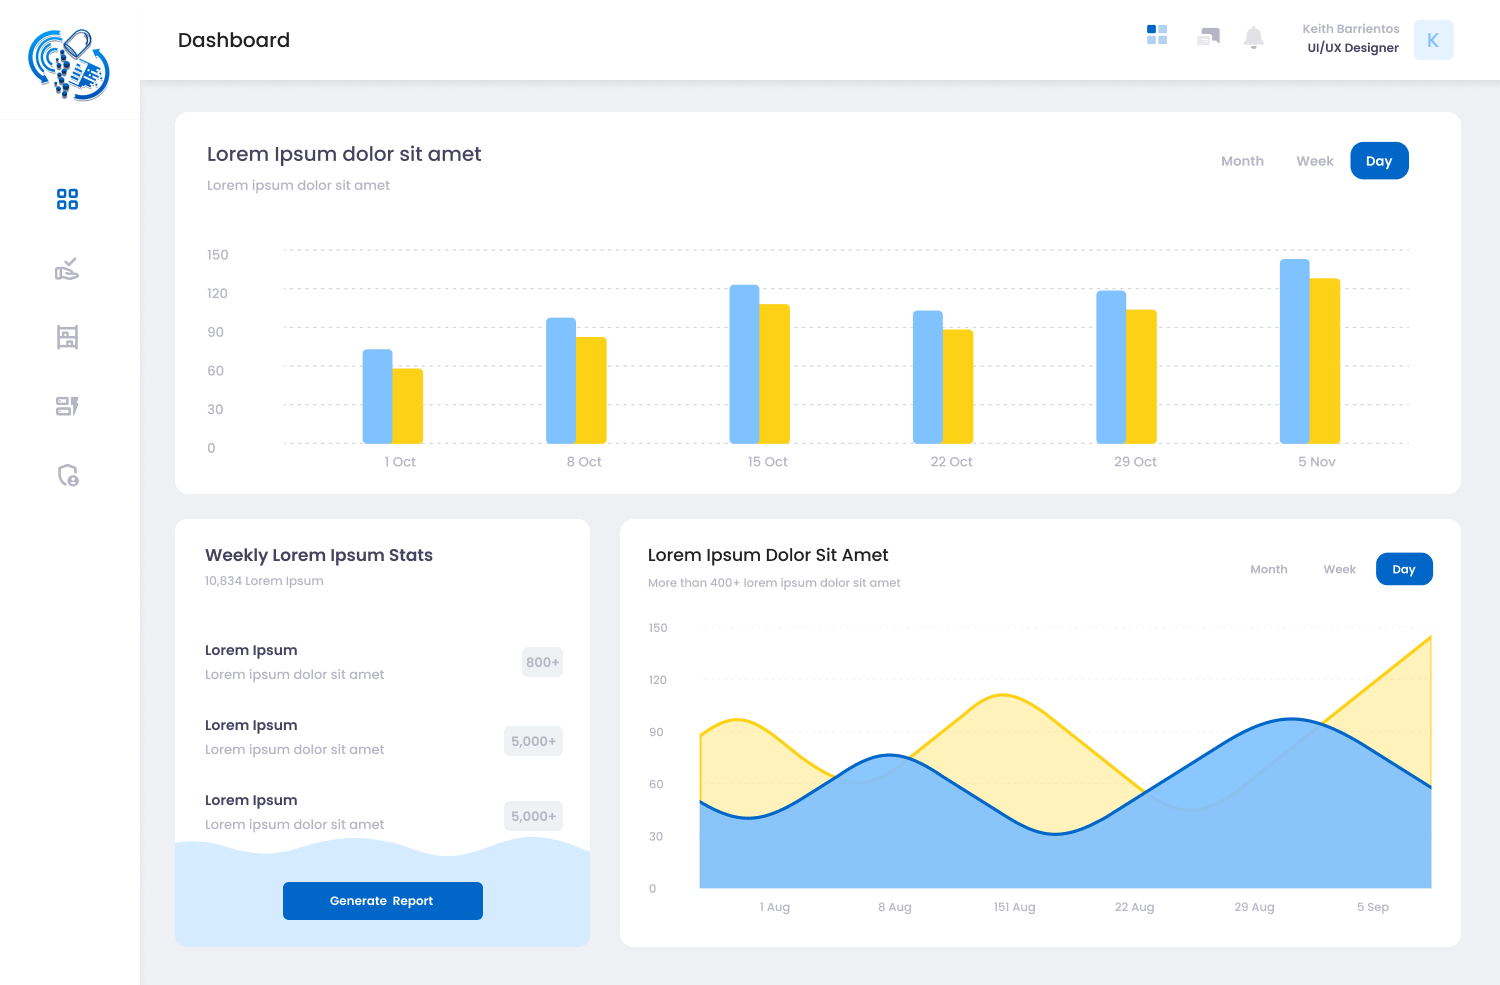 Dashboard
Keith Barrientos
UI/UX Designer
K
Lorem Ipsum dolor sit amet
Lorem ipsum dolor sit amet
Month Week Day
150
120
90
60
30
0
1 Oct 8 Oct 15 Oct 22 Oct 29 Oct 5 Nov
Weekly Lorem Ipsum Stats
10,834 Lorem Ipsum
Lorem Ipsum
Lorem ipsum dolor sit amet
800+
Lorem Ipsum
Lorem ipsum dolor sit amet
5,000+
Lorem Ipsum
Lorem ipsum dolor sit amet
5,000+
Generate Report
Lorem Ipsum Dolor Sit Amet
More than 400+ lorem ipsum dolor sit amet
Month Week Day
150
120
90
60
30
0
1 Aug 8 Aug 151 Aug 22 Aug 29 Aug 5 Sep